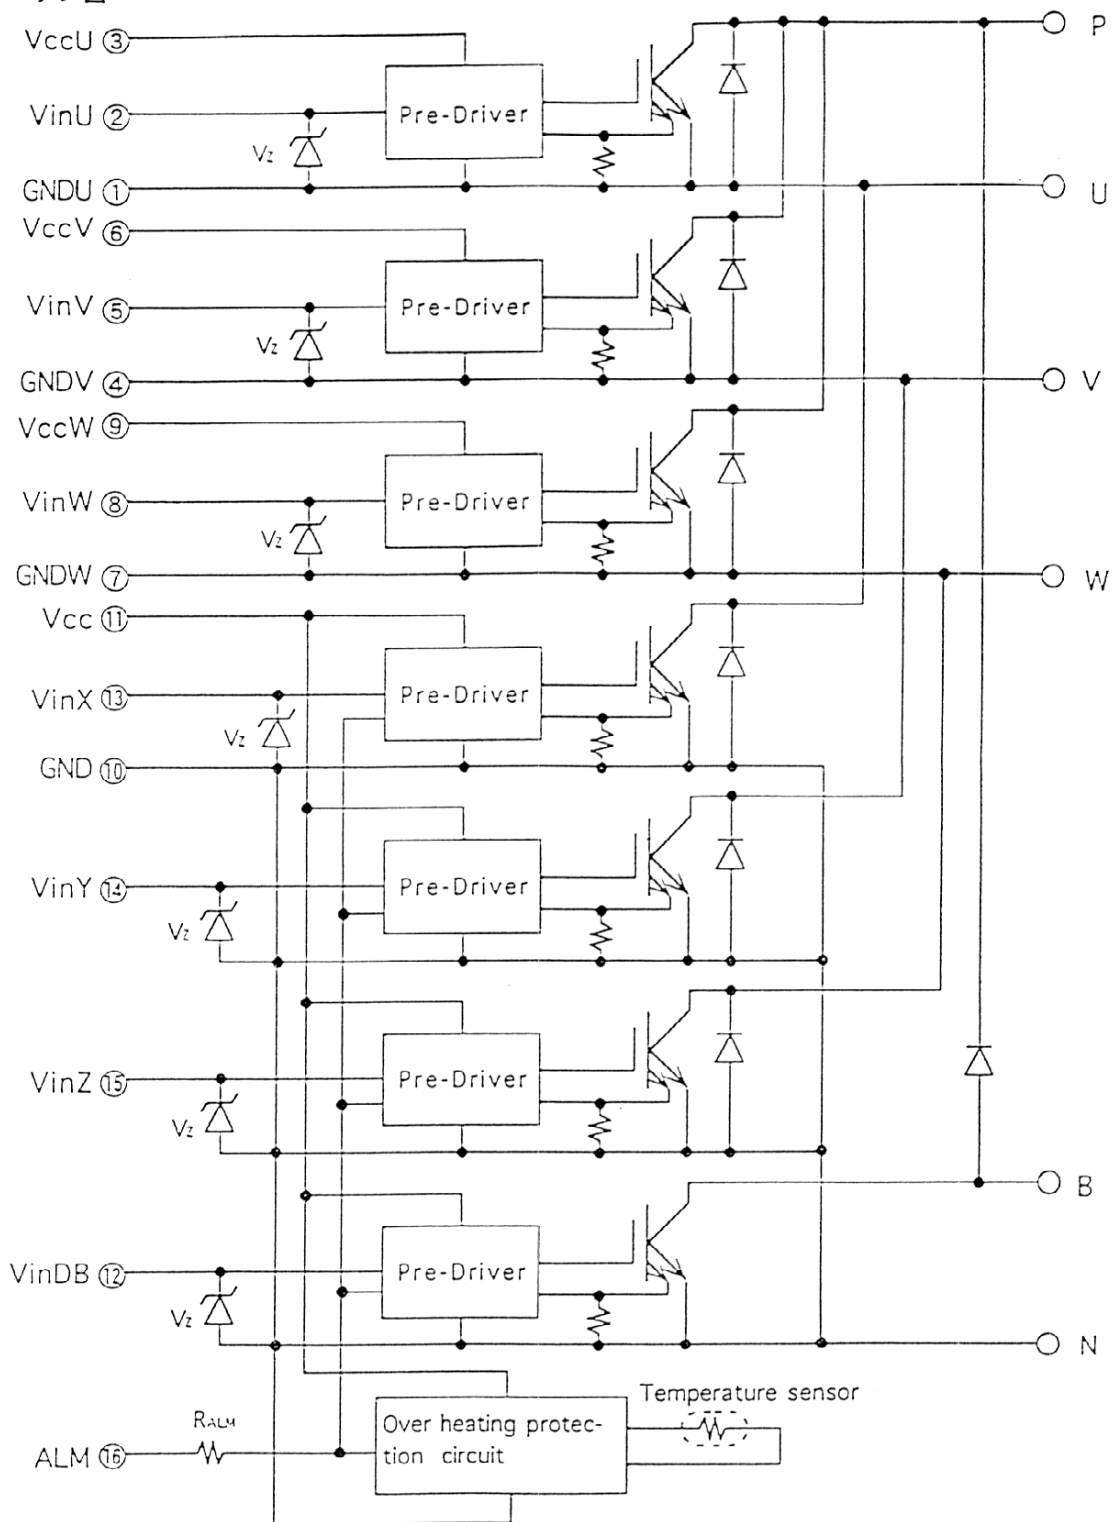 VccU ③
P
Pre-Driver
VinU ②
Vz
GNDU ①
U
VccV ⑥
Pre-Driver
VinV ⑤
Vz
GNDV ④
V
VccW ⑨
Pre-Driver
VinW ⑧
Vz
GNDW ⑦
W
Vcc ⑪
Pre-Driver
VinX ⑬
Vz
GND ⑩
Pre-Driver
VinY ⑭
Vz
Pre-Driver
VinZ ⑮
Vz
B
Pre-Driver
VinDB ⑫
Vz
N
Temperature sensor
RALM
Over heating protec-
tion circuit
ALM ⑯